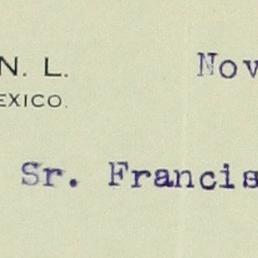 N. L.
Nov
EXICO.
Sr. Francis